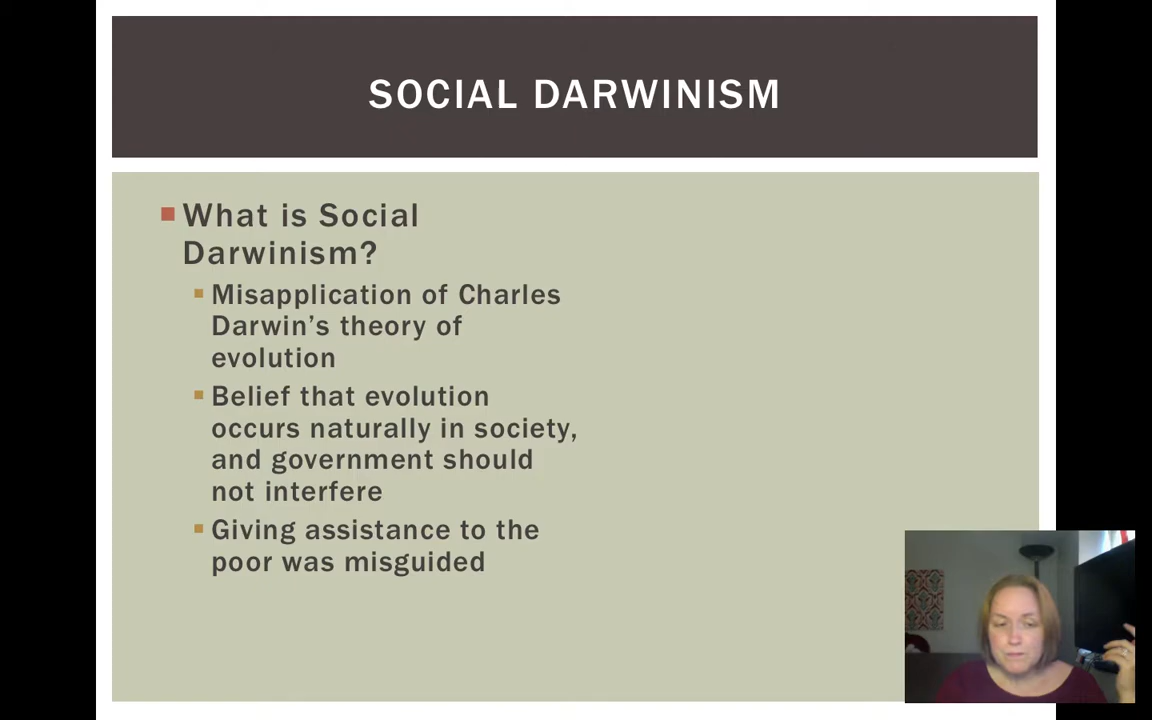 SOCIAL DARWINISM
What is Social
Darwinism?
Misapplication of Charles
Darwin’s theory of
evolution
Belief that evolution
occurs naturally in society,
and government should
not interfere
Giving assistance to the
poor was misguided